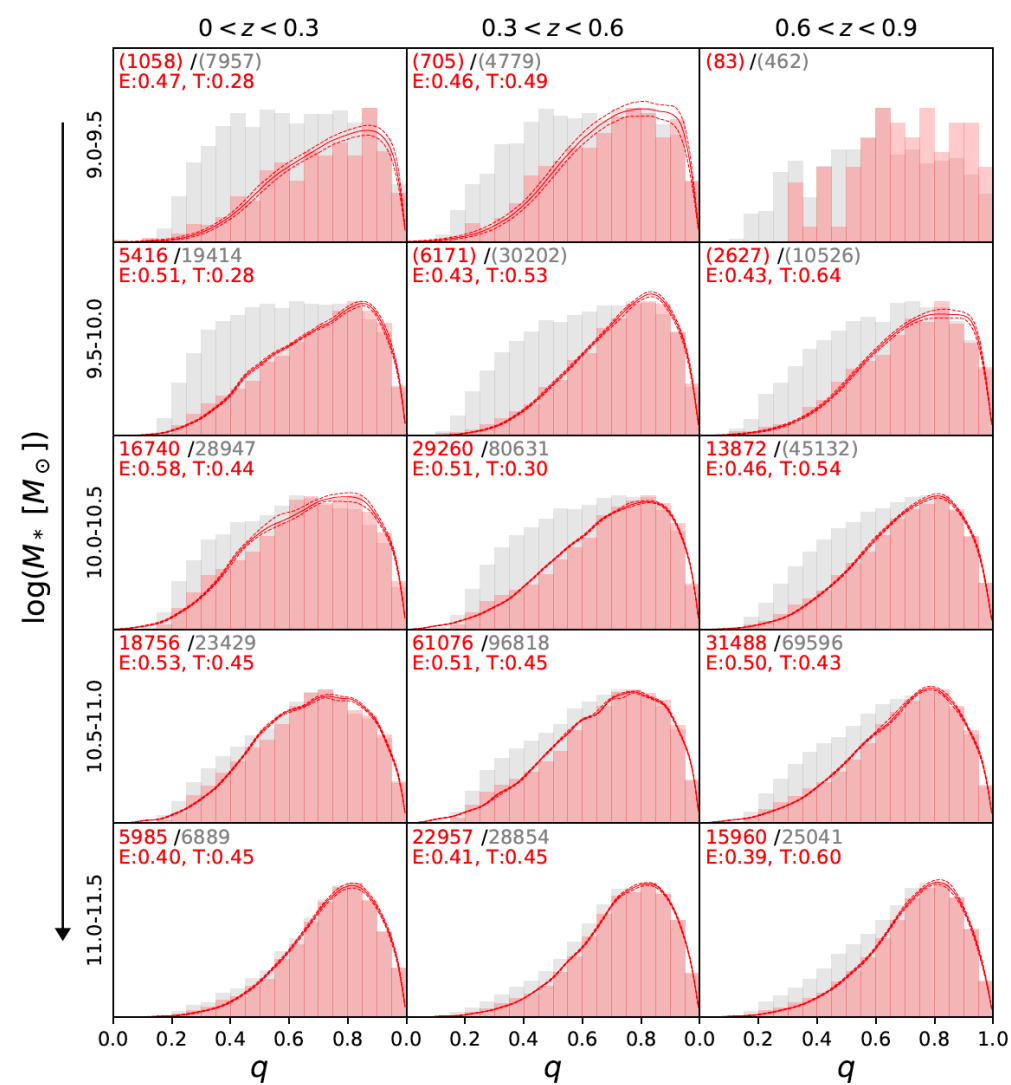 0 < z < 0.3
0.3 < z < 0.6
0.6 < z < 0.9
log(M* [M⊙])
9.0-9.5
(1058) /(7957)
E:0.47, T:0.28
(705) /(4779)
E:0.46, T:0.49
(83) /(462)
9.5-10.0
5416 /19414
E:0.51, T:0.28
(6171) /(30202)
E:0.43, T:0.53
(2627) /(10526)
E:0.43, T:0.64
10.0-10.5
16740 /28947
E:0.58, T:0.44
29260 /80631
E:0.51, T:0.30
13872 /(45132)
E:0.46, T:0.54
10.5-11.0
18756 /23429
E:0.53, T:0.45
61076 /96818
E:0.51, T:0.45
31488 /69596
E:0.50, T:0.43
11.0-11.5
5985 /6889
E:0.40, T:0.45
22957 /28854
E:0.41, T:0.45
15960 /25041
E:0.39, T:0.60
0.0 0.2 0.4 0.6 0.8 0.0 0.2 0.4 0.6 0.8 0.0 0.2 0.4 0.6 0.8 1.0
q
q
q